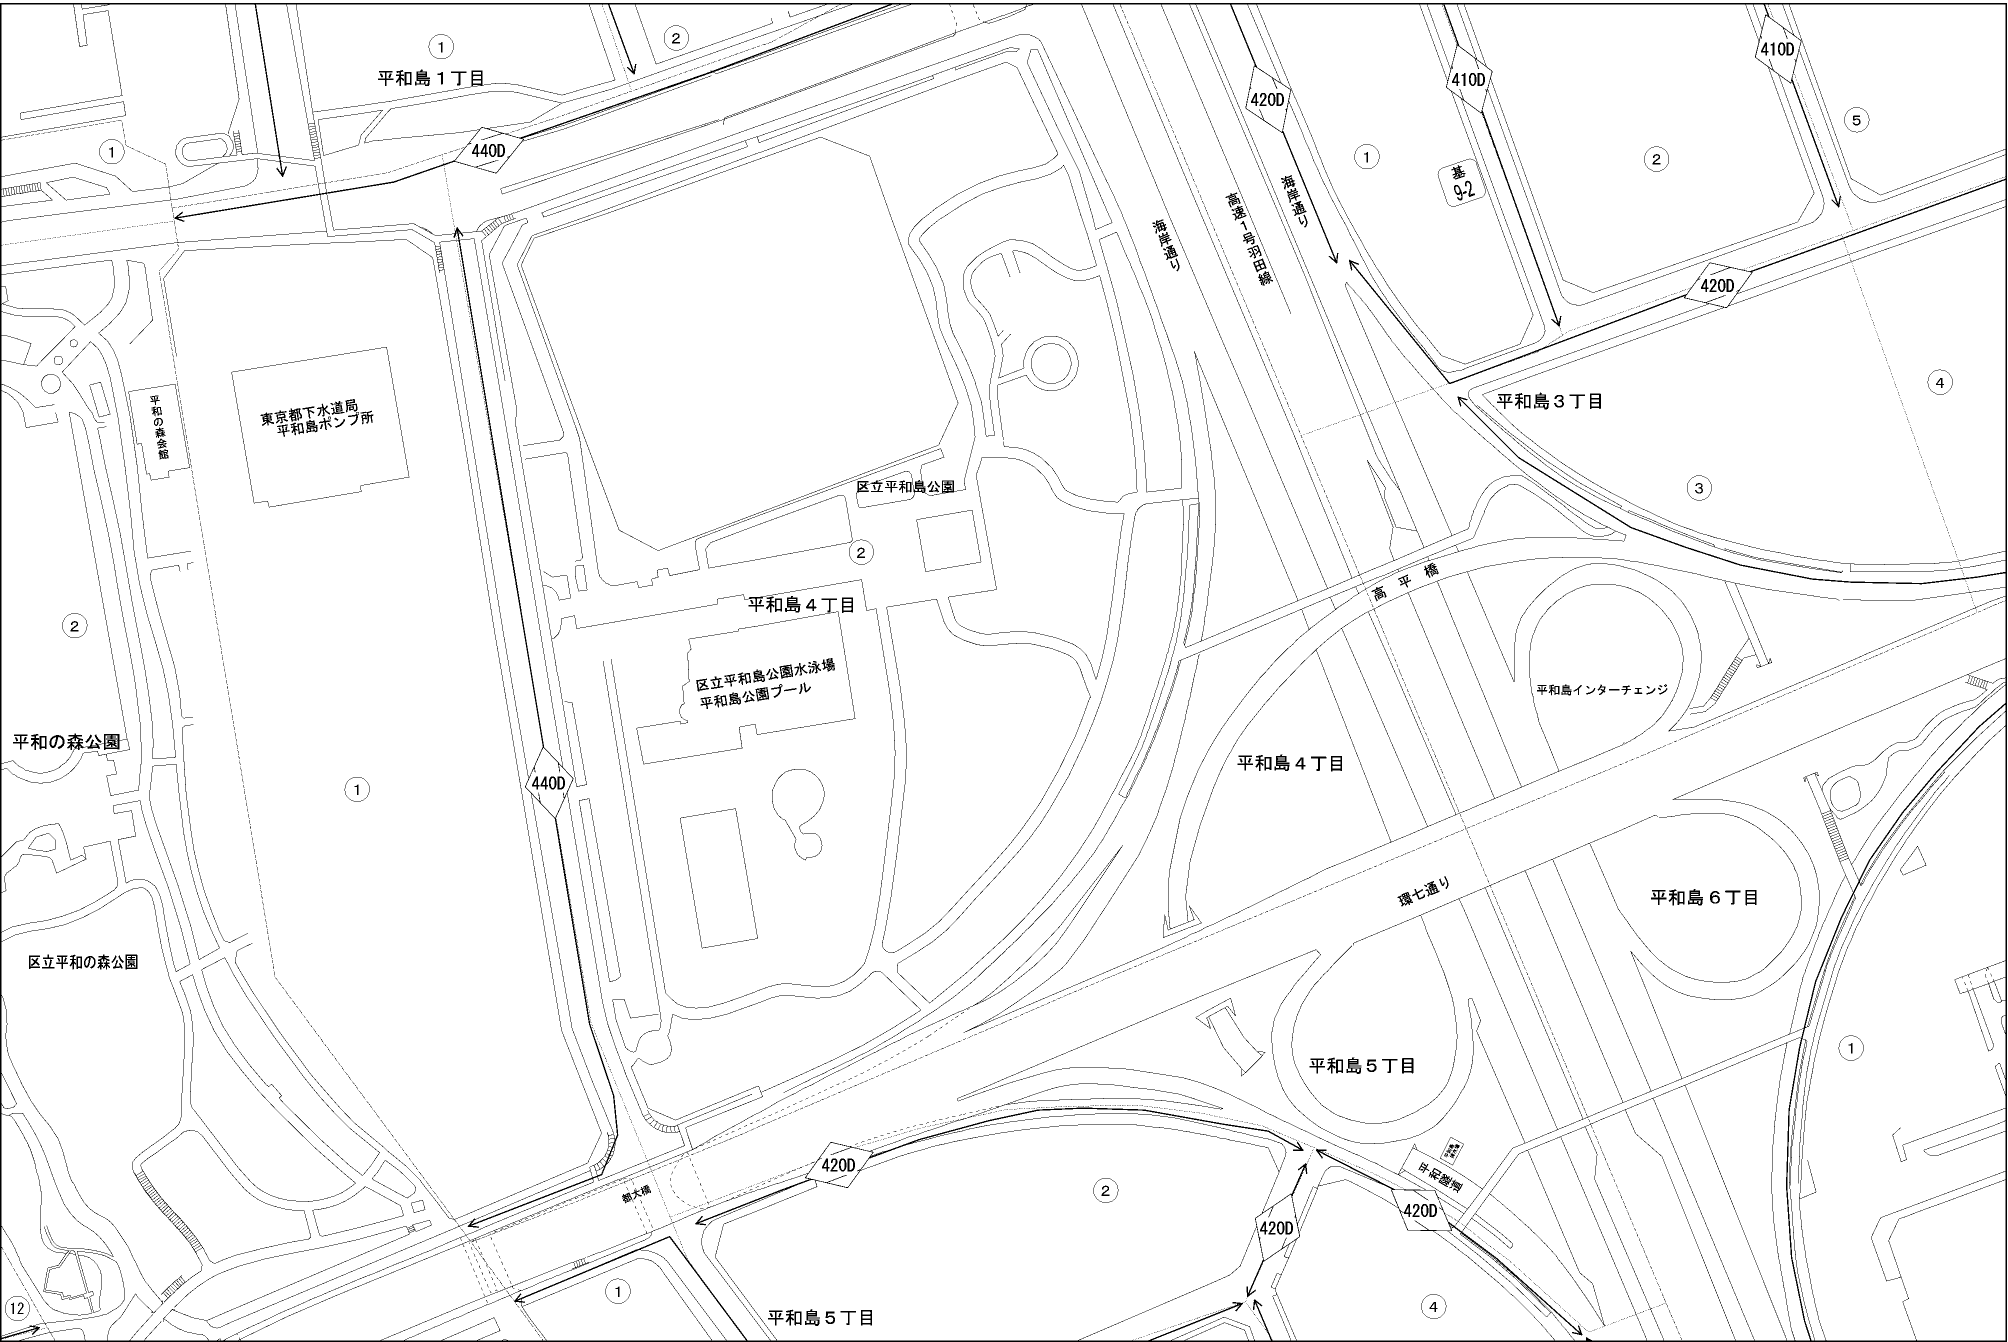 ①
平和島１丁目
②
440D
①
420D
410D
410D
⑤
①
②
基
9-2
海岸通り
高速１号羽田線
海岸通り
420D
④
平和島３丁目
③
平和の森会館
東京都下水道局
平和島ポンプ所
区立平和島公園
②
平和島４丁目
高平橋
②
区立平和島公園水泳場
平和島公園プール
平和島インターチェンジ
平和の森公園
440D
①
平和島４丁目
環七通り
平和島６丁目
区立平和の森公園
平和島５丁目
①
420D
②
都大橋
平和隧道
420D
420D
①
⑫
平和島５丁目
④